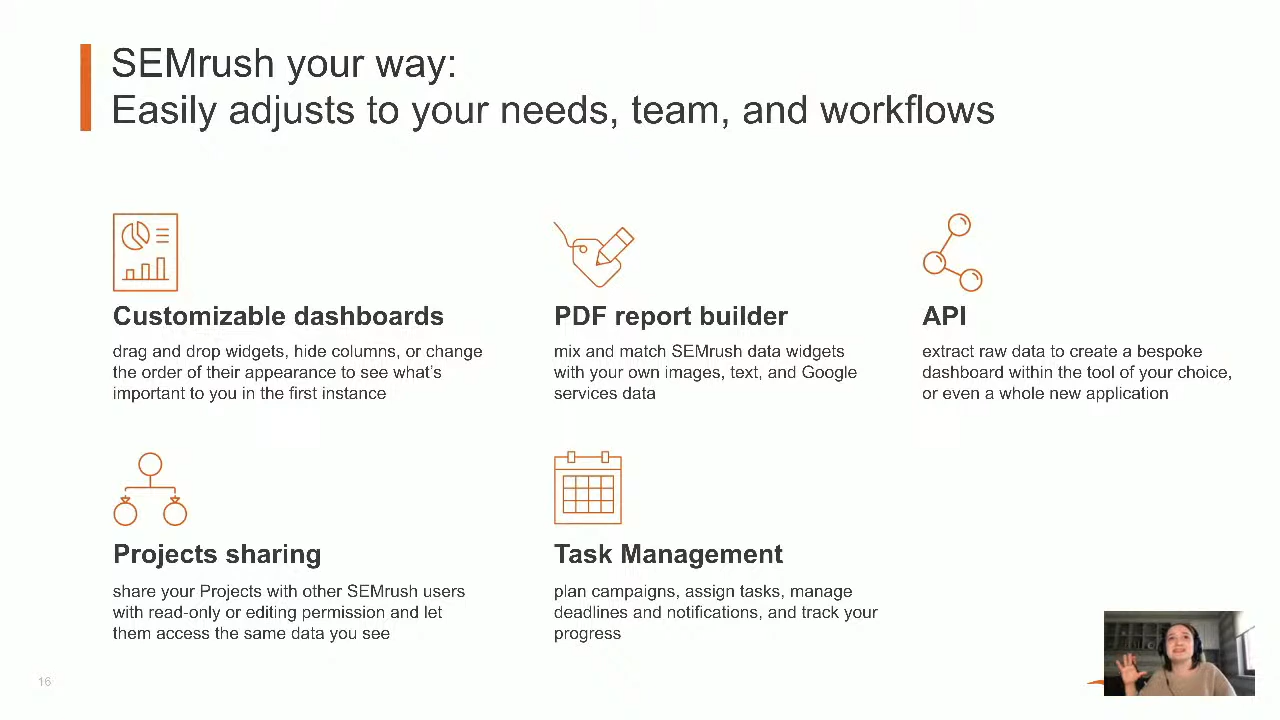 SEMrush your way:
Easily adjusts to your needs, team, and workflows
Customizable dashboards
drag and drop widgets, hide columns, or change
the order of their appearance to see what's
important to you in the first instance
PDF report builder
mix and match SEMrush data widgets
with your own images, text, and Google
services data
API
extract raw data to create a bespoke
dashboard within the tool of your choice,
or even a whole new application
Projects sharing
share your Projects with other SEMrush users
with read-only or editing permission and let
them access the same data you see
Task Management
plan campaigns, assign tasks, manage
deadlines and notifications, and track your
progress
16